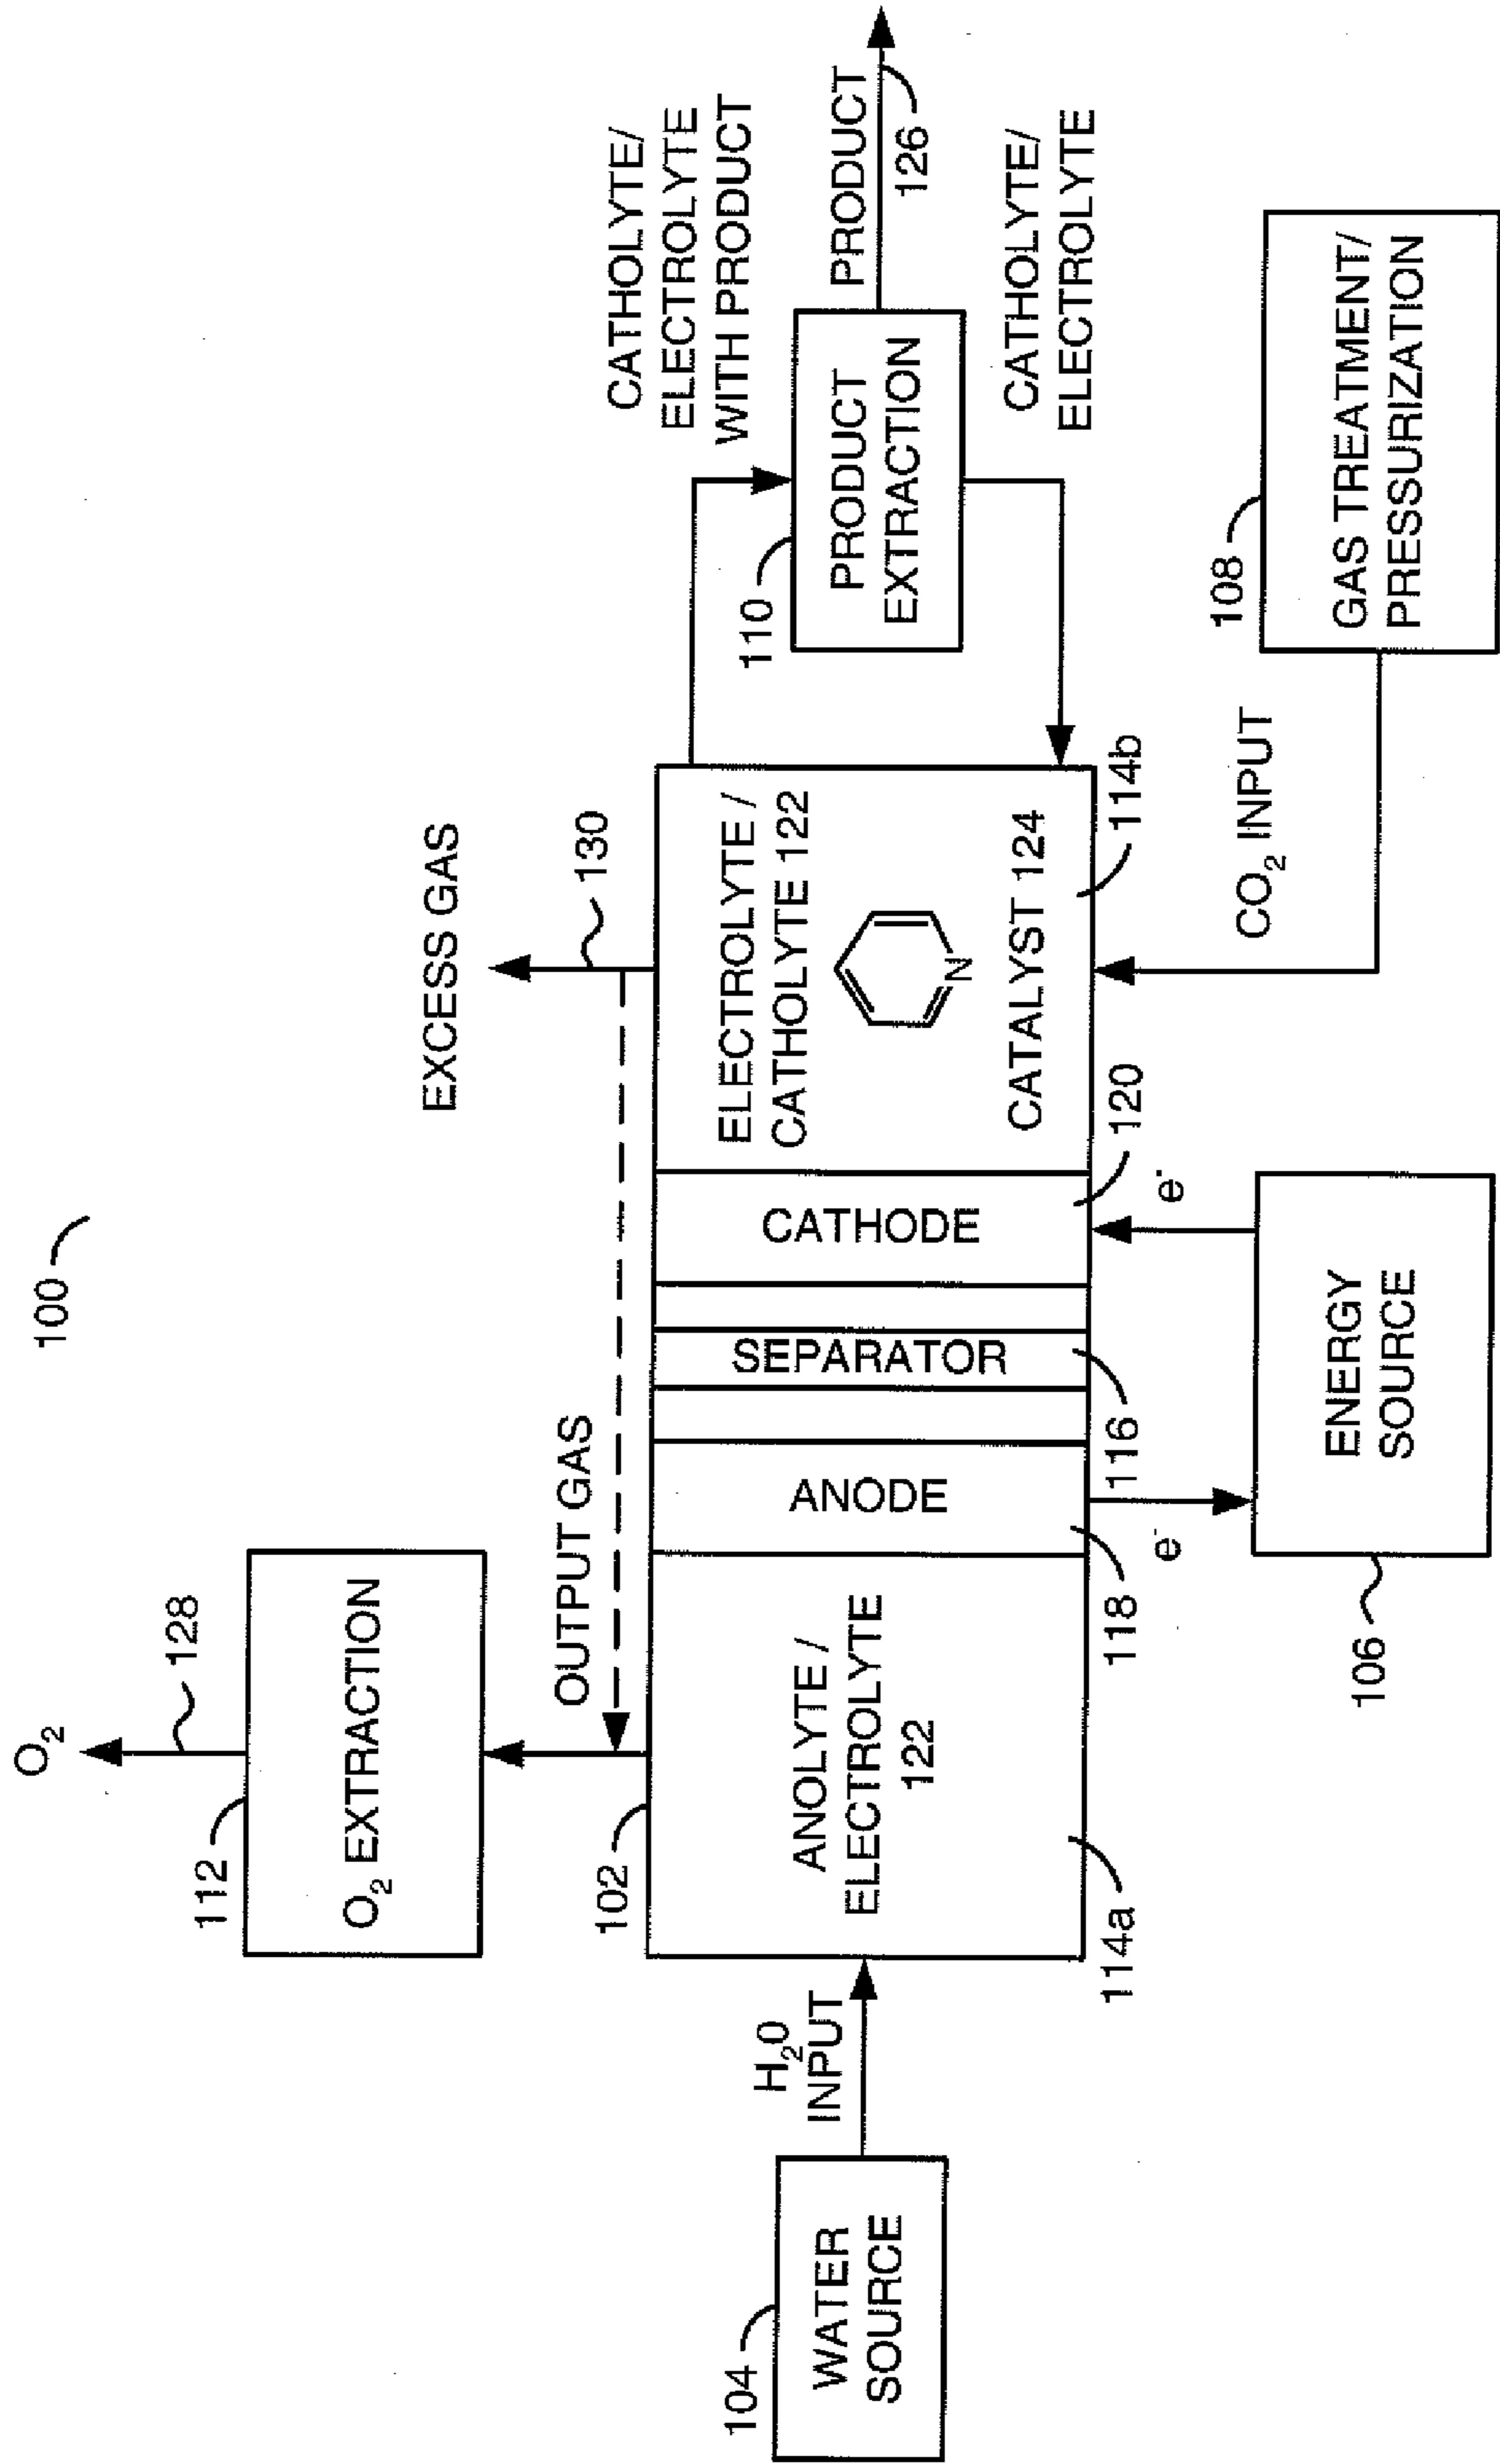 100
O₂
128
112
O₂ EXTRACTION
EXCESS GAS
130
OUTPUT GAS
102
104
WATER
SOURCE
H₂0
INPUT
ANOLYTE /
ELECTROLYTE
122
ANODE
SEPARATOR
CATHODE
ELECTROLYTE /
CATHOLYTE 122
N
CATALYST 124
114a
118
116
120
114b
e⁻
e⁻
106
ENERGY
SOURCE
CATHOLYTE/
ELECTROLYTE
WITH PRODUCT
110
PRODUCT
EXTRACTION
PRODUCT
126
CATHOLYTE/
ELECTROLYTE
CO₂ INPUT
108
GAS TREATMENT/
PRESSURIZATION